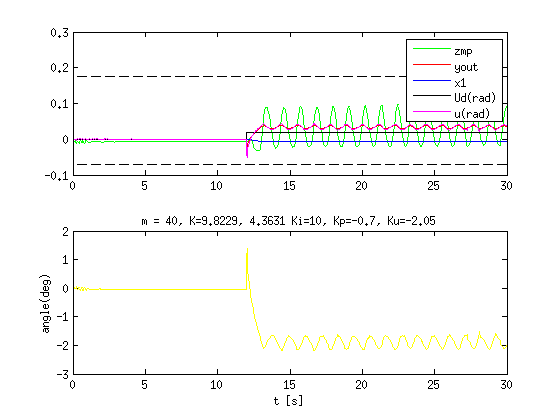 0.3
0.2
0.1
0
-0.1
zmp
yout
x1
Ud(rad)
u(rad)
0 5 10 15 20 25 30
m = 40, K=9.8229, 4.3631 Ki=10, Kp=-0.7, Ku=-2.05
2
1
0
-1
-2
-3
angle(deg)
0 5 10 15 20 25 30
t [s]